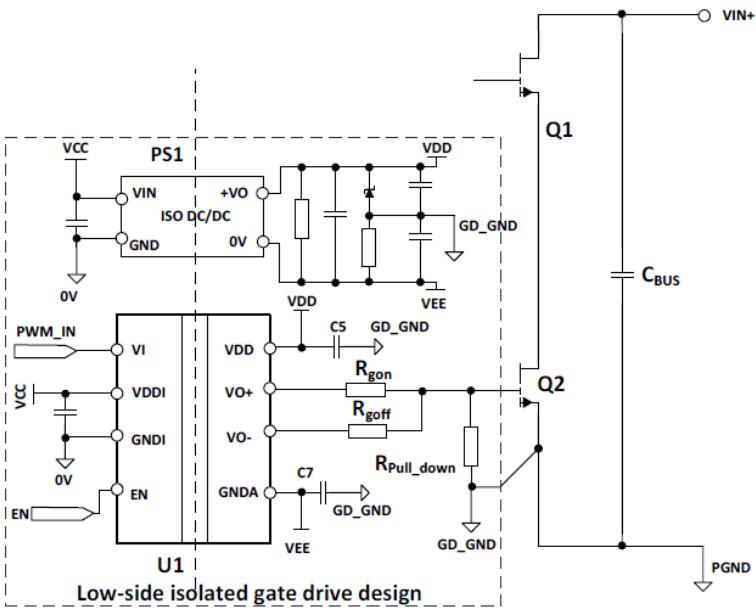 VIN+
Q1
VCC
PS1
VDD
VIN
+VO
ISO DC/DC
GND
0V
GD_GND
0V
VEE
CBUS
VDD
PWM_IN
C5
GD_GND
VI
VDD
Rgon
VCC
VDDI
VO+
Q2
Rgoff
GNDI
VO-
RPull_down
0V
C7
EN
GNDA
GD_GND
EN
VEE
GD_GND
U1
PGND
Low-side isolated gate drive design